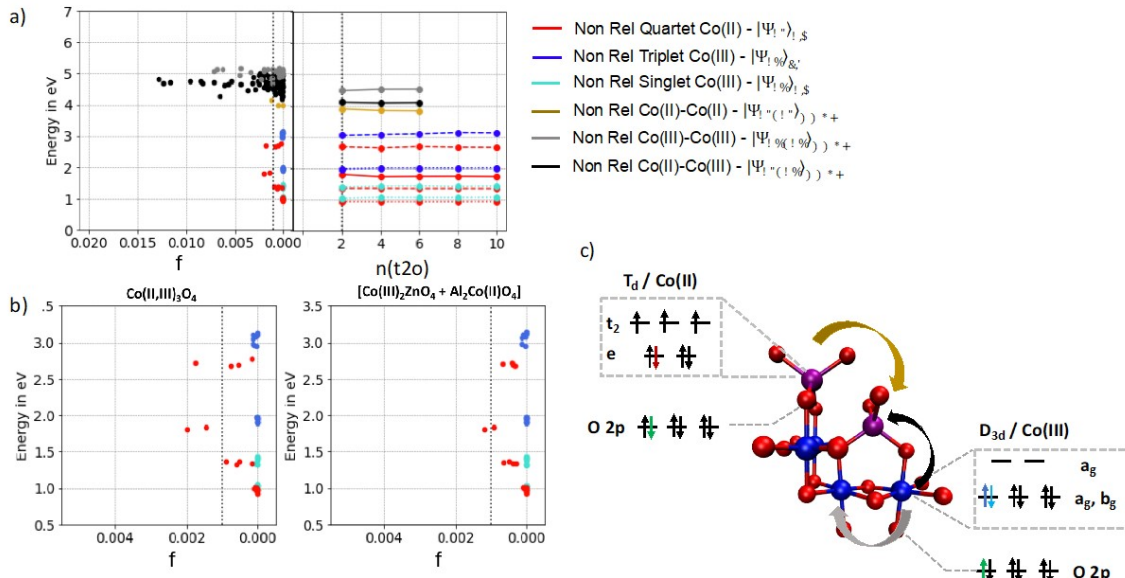 a)
7
6
5
4
3
2
1
0
Energy in eV
0.020 0.015 0.010 0.005 0.000
f
2 4 6 8 10
n(t2o)
Non Rel Quartet Co(II) - |Ψ!"⟩!,$
Non Rel Triplet Co(III) - |Ψ!%⟩&,'
Non Rel Singlet Co(III) - |Ψ!%⟩!,$
Non Rel Co(II)-Co(II) - |Ψ!"(!"⟩) ) *+
Non Rel Co(III)-Co(III) - |Ψ!%(!%⟩) ) *+
Non Rel Co(II)-Co(III) - |Ψ!"(!%⟩) ) *+
b)
Co(II,III)3O4
3.5
3.0
2.5
2.0
1.5
1.0
0.5
Energy in eV
0.004 0.002 0.000
f
[Co(III)2ZnO4 + Al2Co(II)O4]
3.5
3.0
2.5
2.0
1.5
1.0
0.5
0.004 0.002 0.000
f
c)
Td / Co(II)
t2
e
O 2p
D3d / Co(III)
ag
ag, bg
O 2p